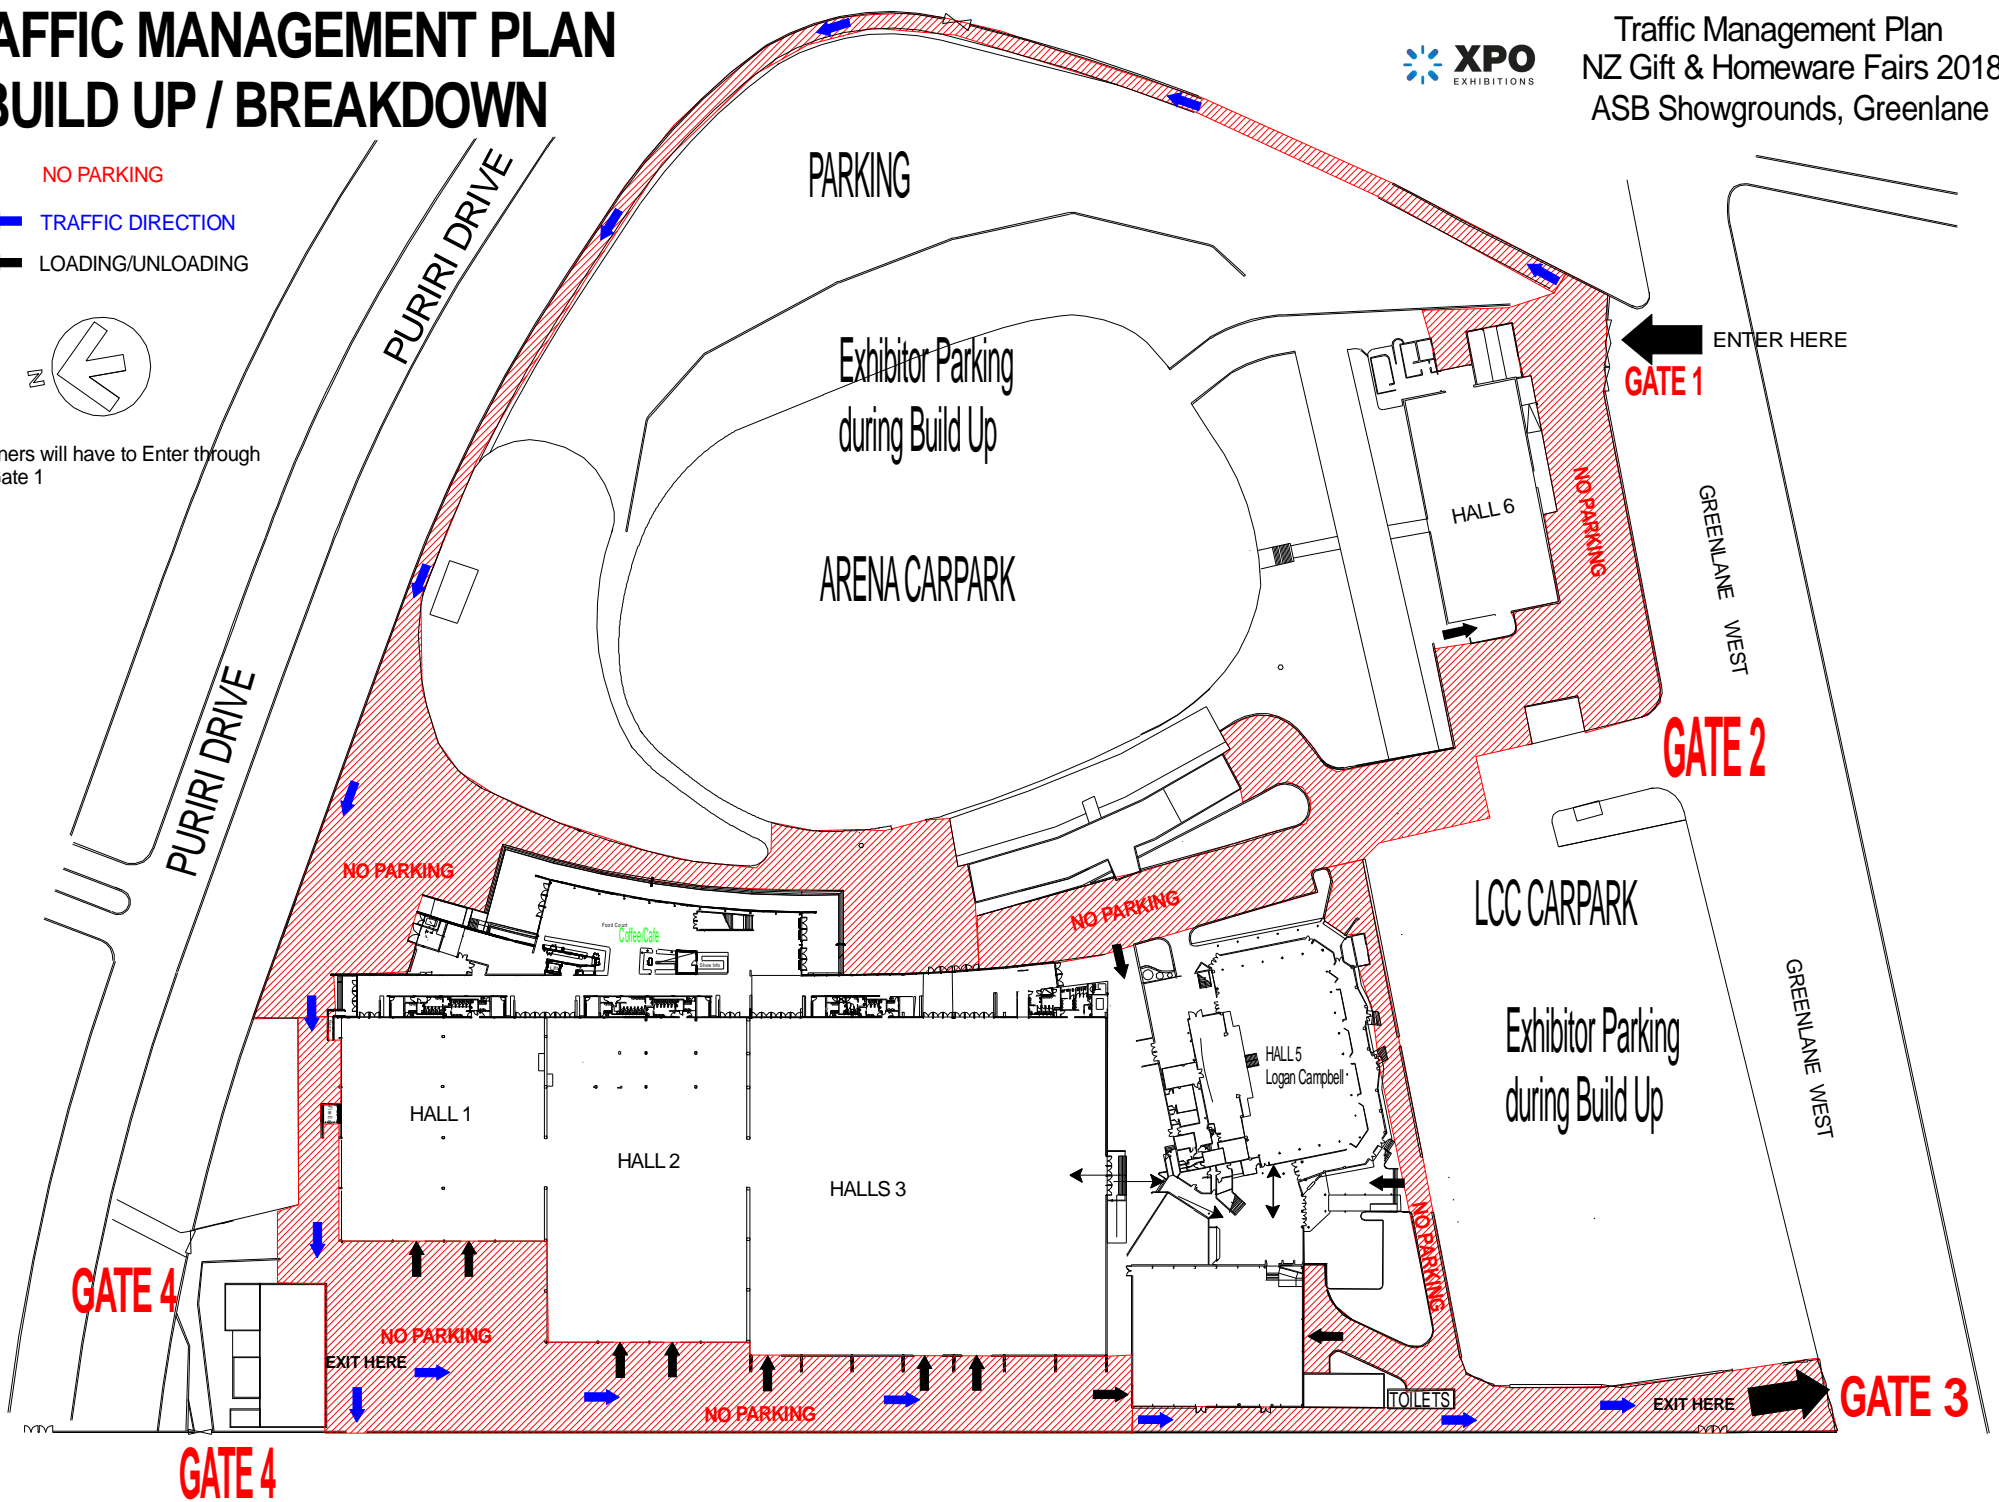 AFFIC MANAGEMENT PLAN
BUILD UP / BREAKDOWN
XPO
EXHIBITIONS
Traffic Management Plan
NZ Gift & Homeware Fairs 2018
ASB Showgrounds, Greenlane
NO PARKING
TRAFFIC DIRECTION
LOADING/UNLOADING
N
ners will have to Enter through
Gate 1
PURIRI DRIVE
PURIRI DRIVE
PARKING
Exhibitor Parking
during Build Up
ARENA CARPARK
ENTER HERE
GATE 1
HALL 6
NO PARKING
GREENLANE WEST
GATE 2
NO PARKING
NO PARKING
Food Court
Coffee/Cafe
Show Info
LCC CARPARK
Exhibitor Parking
during Build Up
GREENLANE WEST
HALL 5
Logan Campbell
HALL 1
HALL 2
HALLS 3
NO PARKING
GATE 4
NO PARKING
EXIT HERE
NO PARKING
TOILETS
EXIT HERE
GATE 3
GATE 4